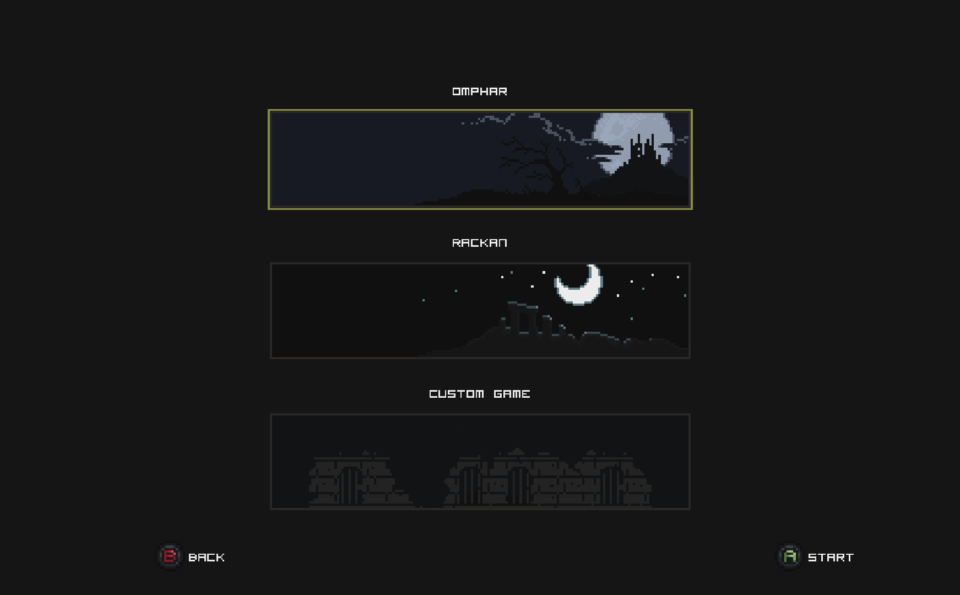 OMPHAR
RACKAN
CUSTOM GAME
B BACK
A START